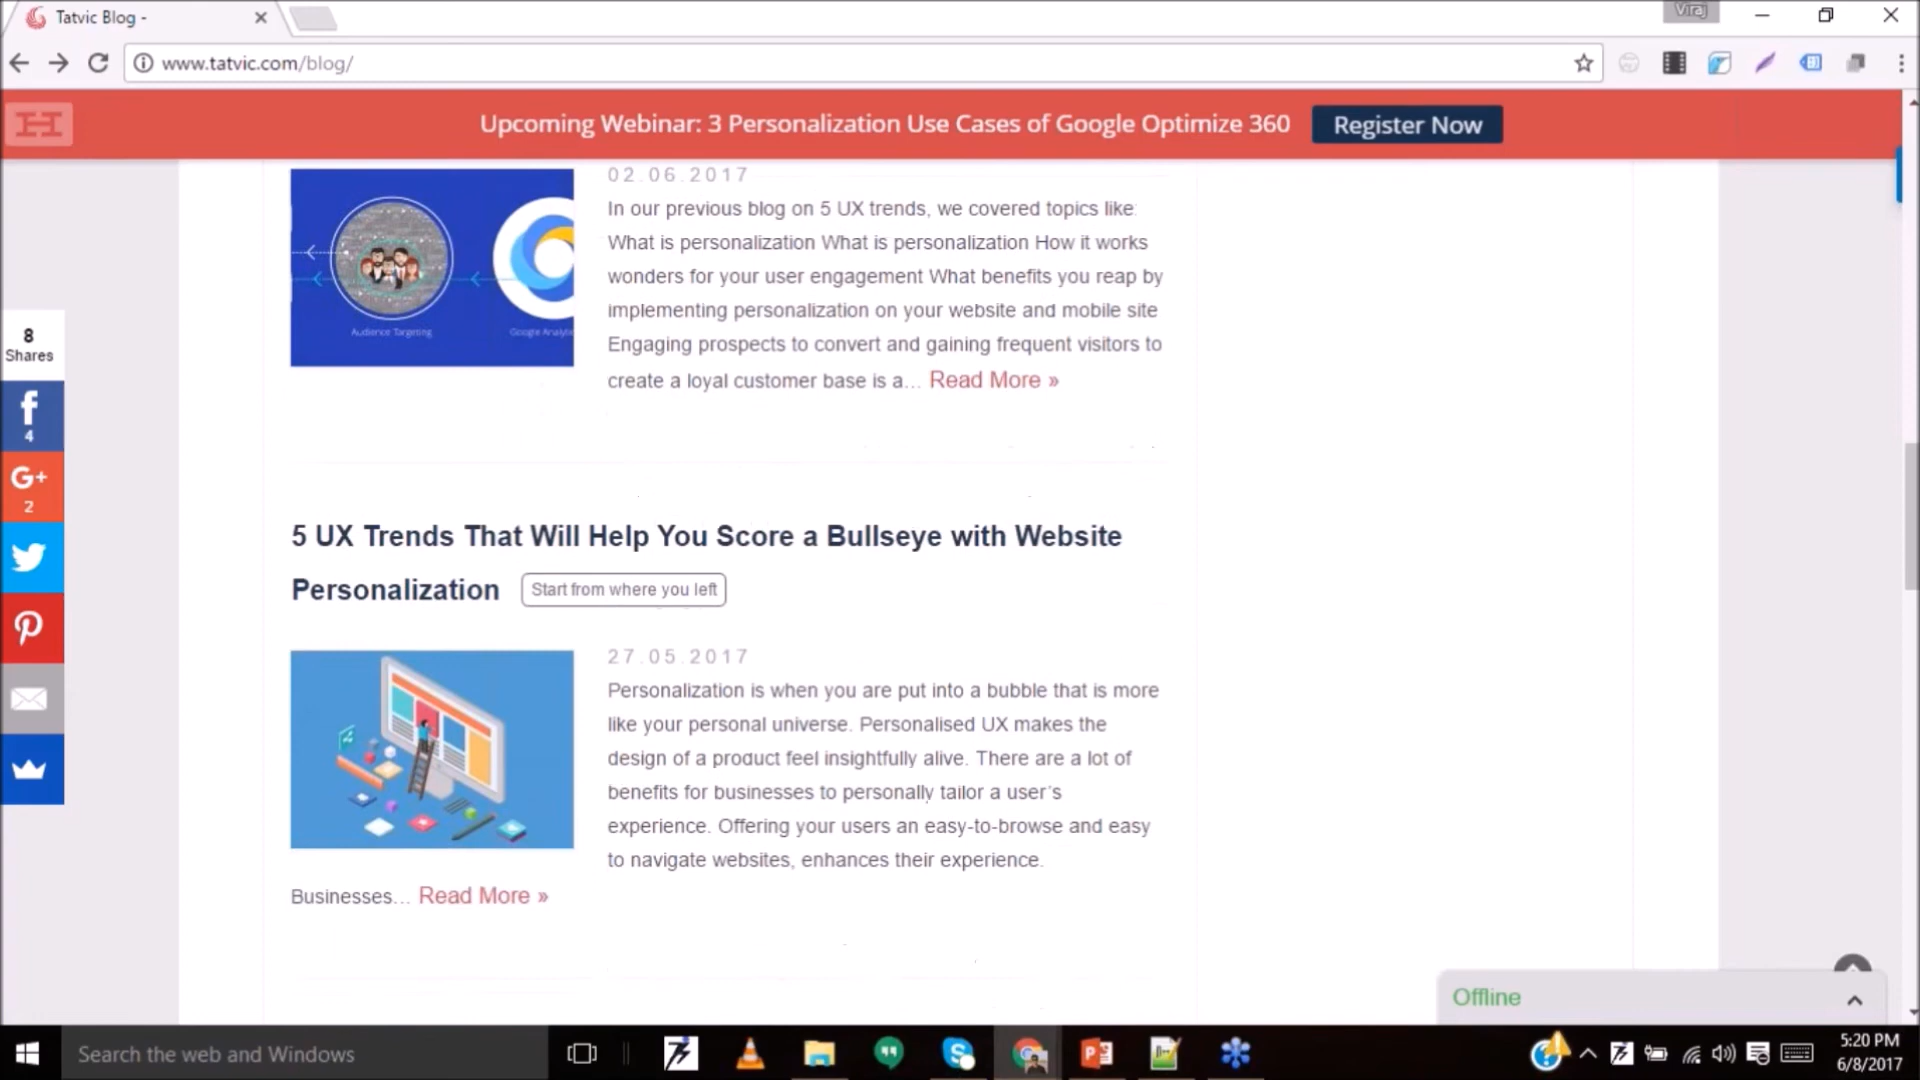 Tatvic Blog -
Viraj
www.tatvic.com/blog/
Upcoming Webinar: 3 Personalization Use Cases of Google Optimize 360
Register Now
02.06.2017
In our previous blog on 5 UX trends, we covered topics like:
What is personalization What is personalization How it works
wonders for your user engagement What benefits you reap by
implementing personalization on your website and mobile site
Engaging prospects to convert and gaining frequent visitors to
create a loyal customer base is a... Read More »
Audience Targeting
Google Analytic
8
Shares
4
G+
2
5 UX Trends That Will Help You Score a Bullseye with Website
Personalization
Start from where you left
27.05.2017
Personalization is when you are put into a bubble that is more
like your personal universe. Personalised UX makes the
design of a product feel insightfully alive. There are a lot of
benefits for businesses to personally tailor a user's
experience. Offering your users an easy-to-browse and easy
to navigate websites, enhances their experience.
Businesses... Read More »
Offline
Search the web and Windows
5:20 PM
6/8/2017